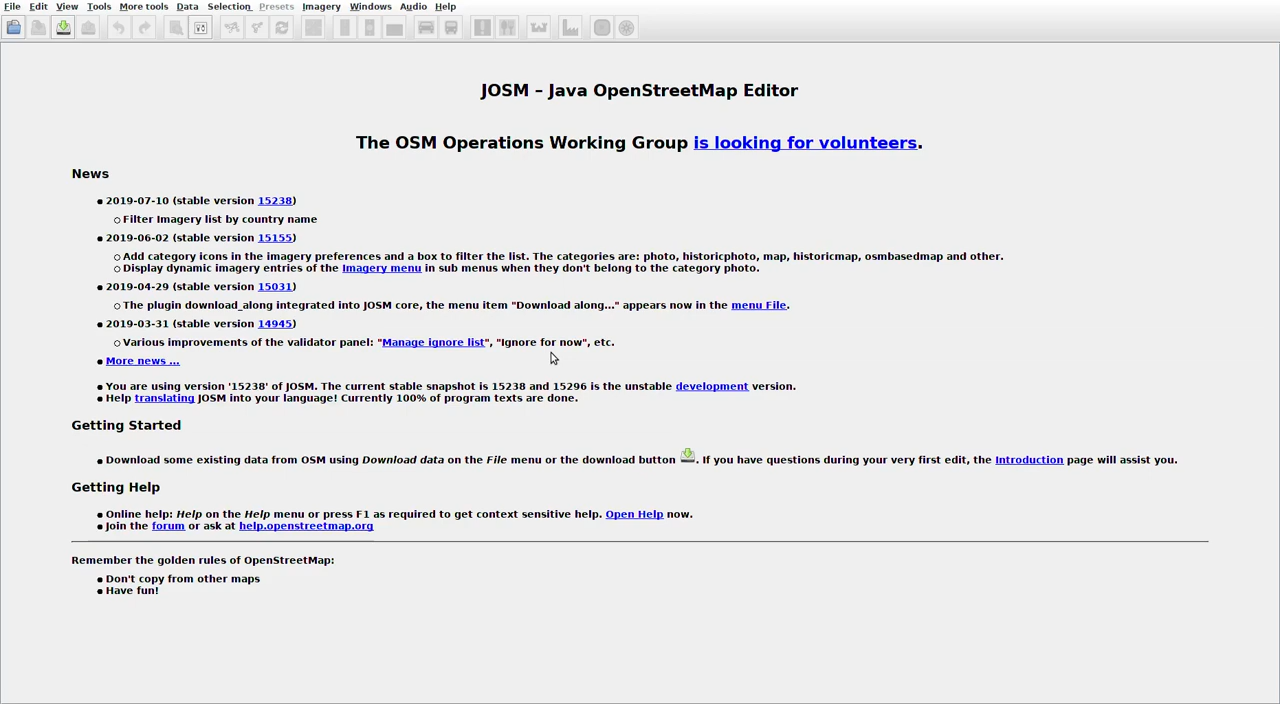 File Edit View Tools More tools Data Selection Presets Imagery Windows Audio Help
JOSM – Java OpenStreetMap Editor
The OSM Operations Working Group is looking for volunteers.
News
2019-07-10 (stable version 15238)
Filter Imagery list by country name
2019-06-02 (stable version 15155)
Add category icons in the imagery preferences and a box to filter the list. The categories are: photo, historicphoto, map, historicmap, osmbasedmap and other.
Display dynamic imagery entries of the Imagery menu in sub menus when they don't belong to the category photo.
2019-04-29 (stable version 15031)
The plugin download_along integrated into JOSM core, the menu item "Download along..." appears now in the menu File.
2019-03-31 (stable version 14945)
Various improvements of the validator panel: "Manage ignore list", "Ignore for now", etc.
More news ...
You are using version '15238' of JOSM. The current stable snapshot is 15238 and 15296 is the unstable development version.
Help translating JOSM into your language! Currently 100% of program texts are done.
Getting Started
Download some existing data from OSM using Download data on the File menu or the download button . If you have questions during your very first edit, the Introduction page will assist you.
Getting Help
Online help: Help on the Help menu or press F1 as required to get context sensitive help. Open Help now.
Join the forum or ask at help.openstreetmap.org
Remember the golden rules of OpenStreetMap:
Don't copy from other maps
Have fun!